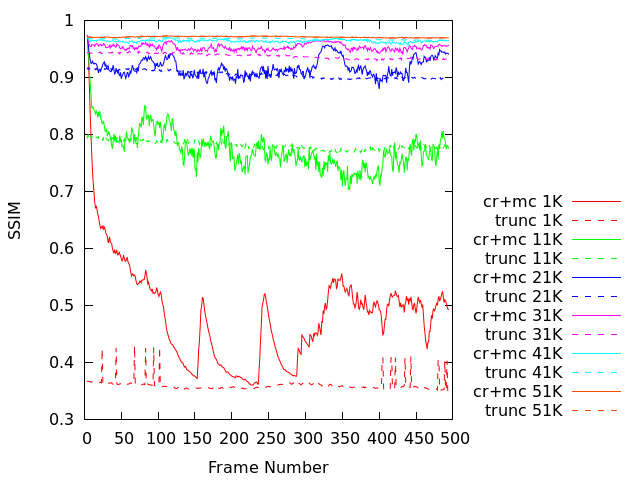 1
0.9
0.8
0.7
0.6
0.5
0.4
0.3
SSIM
0 50 100 150 200 250 300 350 400 450 500
Frame Number
cr+mc 1K
trunc 1K
cr+mc 11K
trunc 11K
cr+mc 21K
trunc 21K
cr+mc 31K
trunc 31K
cr+mc 41K
trunc 41K
cr+mc 51K
trunc 51K